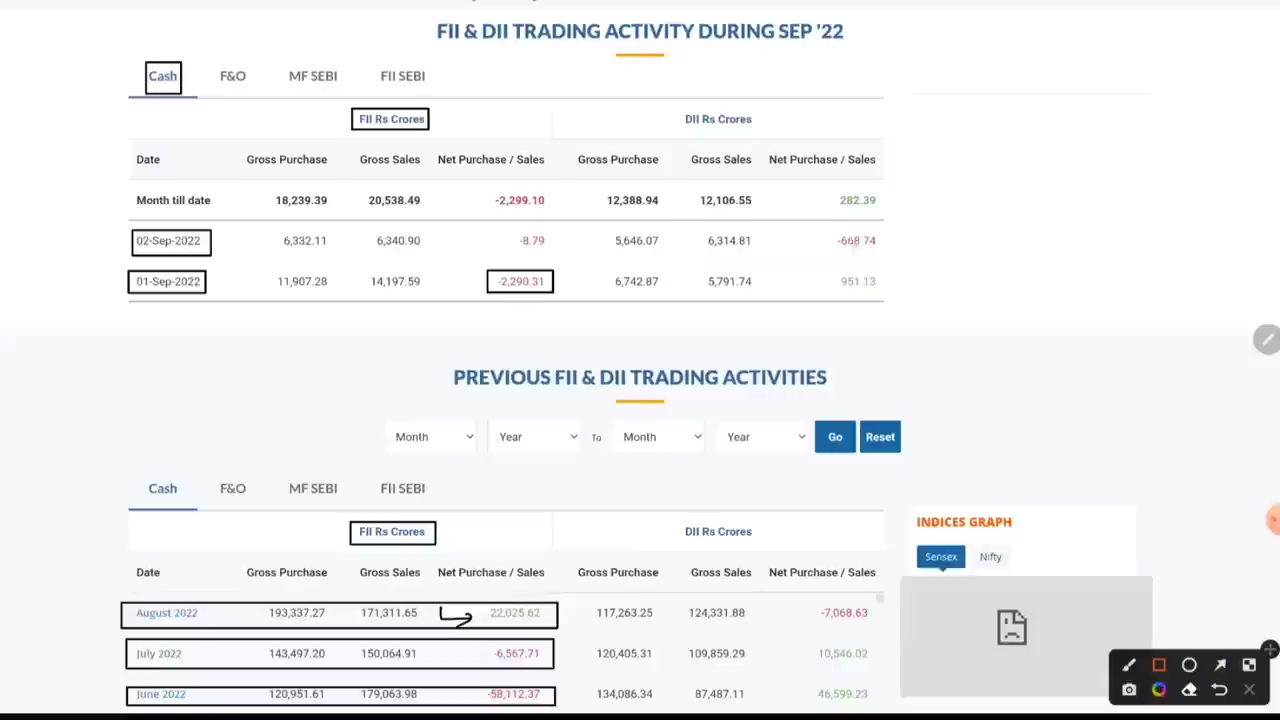 FII & DII TRADING ACTIVITY DURING SEP '22
Cash F&O MF SEBI FII SEBI
FII Rs Crores DII Rs Crores
Date Gross Purchase Gross Sales Net Purchase / Sales Gross Purchase Gross Sales Net Purchase / Sales
Month till date 18,239.39 20,538.49 -2,299.10 12,388.94 12,106.55 282.39
02-Sep-2022 6,332.11 6,340.90 -8.79 5,646.07 6,314.81 -668.74
01-Sep-2022 11,907.28 14,197.59 -2,290.31 6,742.87 5,791.74 951.13
PREVIOUS FII & DII TRADING ACTIVITIES
Month Year To Month Year Go Reset
Cash F&O MF SEBI FII SEBI
FII Rs Crores DII Rs Crores
Date Gross Purchase Gross Sales Net Purchase / Sales Gross Purchase Gross Sales Net Purchase / Sales
August 2022 193,337.27 171,311.65 22,025.62 117,263.25 124,331.88 -7,068.63
July 2022 143,497.20 150,064.91 -6,567.71 120,405.31 109,859.29 10,546.02
June 2022 120,951.61 179,063.98 -58,112.37 134,086.34 87,487.11 46,599.23
INDICES GRAPH
Sensex Nifty